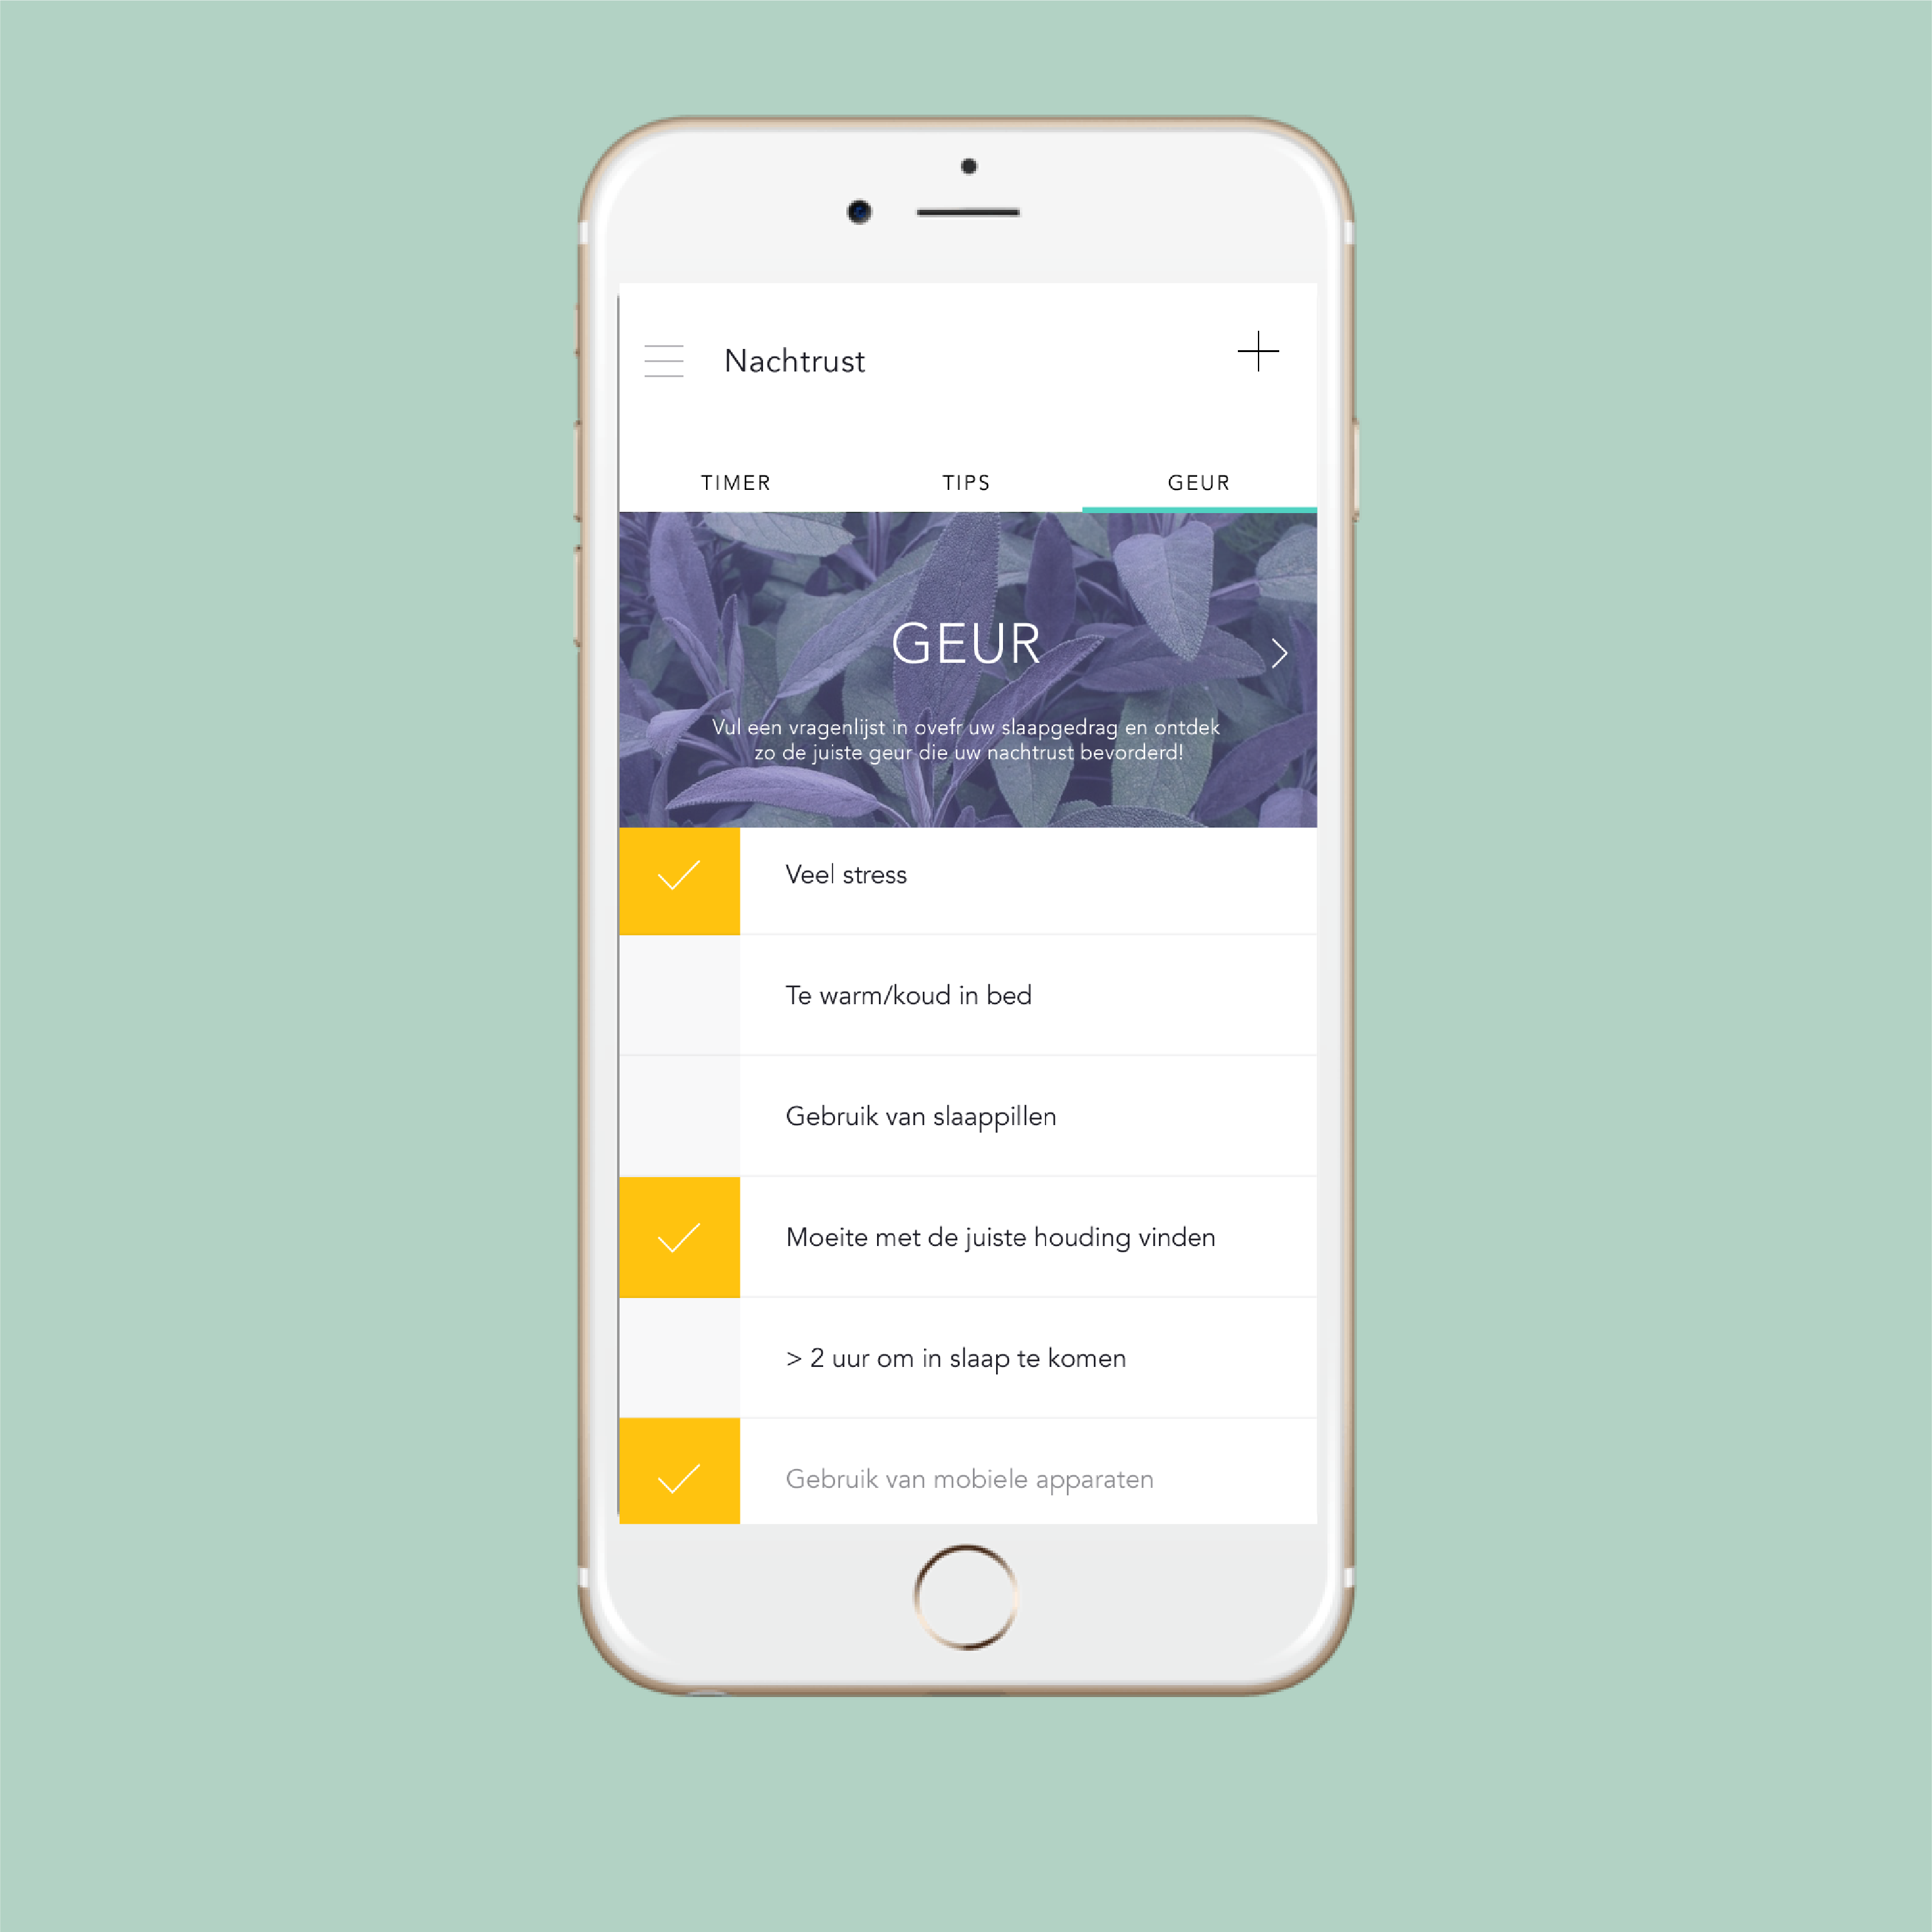 Nachtrust
TIMER
TIPS
GEUR
GEUR
Vul een vragenlijst in ovefr uw slaapgedrag en ontdek
zo de juiste geur die uw nachtrust bevorderd!
Veel stress
Te warm/koud in bed
Gebruik van slaappillen
Moeite met de juiste houding vinden
> 2 uur om in slaap te komen
Gebruik van mobiele apparaten